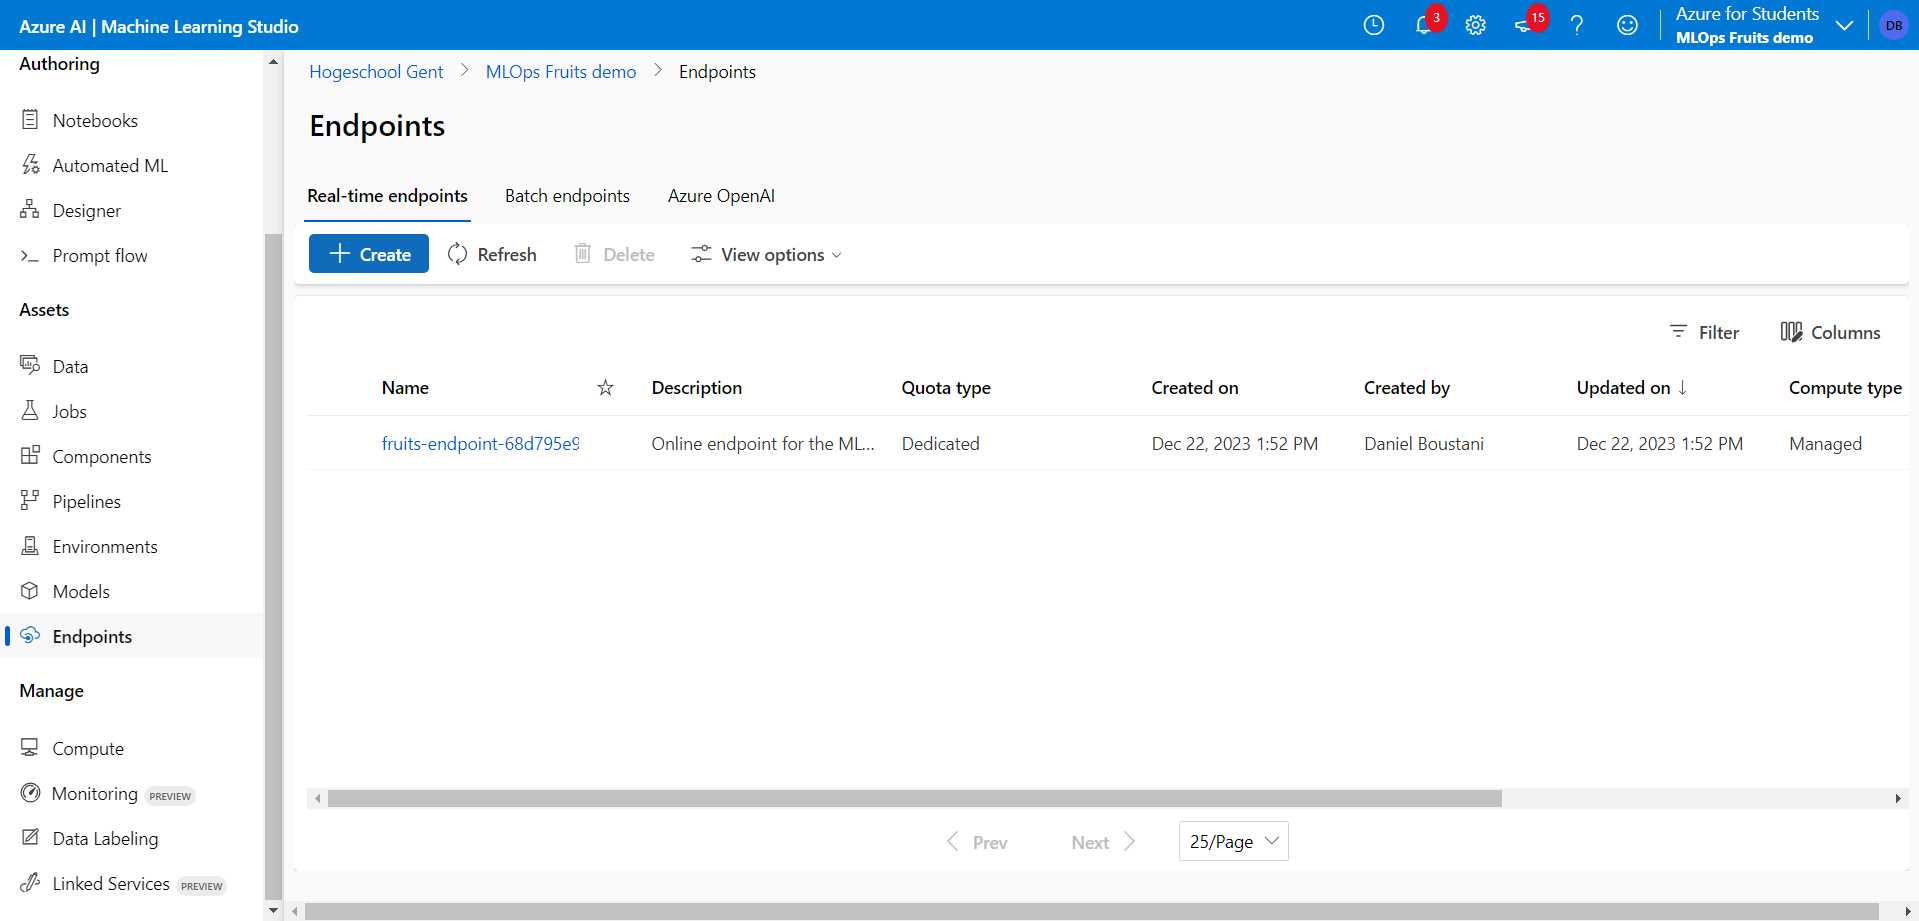 Azure AI | Machine Learning Studio
3
15
Azure for Students
MLOps Fruits demo
DB
Authoring
Notebooks
Automated ML
Designer
Prompt flow
Assets
Data
Jobs
Components
Pipelines
Environments
Models
Endpoints
Manage
Compute
Monitoring PREVIEW
Data Labeling
Linked Services PREVIEW
Hogeschool Gent > MLOps Fruits demo > Endpoints
Endpoints
Real-time endpoints Batch endpoints Azure OpenAI
Create Refresh Delete View options
Filter Columns
Name Description Quota type Created on Created by Updated on ↓ Compute type
fruits-endpoint-68d795e9 Online endpoint for the ML... Dedicated Dec 22, 2023 1:52 PM Daniel Boustani Dec 22, 2023 1:52 PM Managed
Prev Next 25/Page